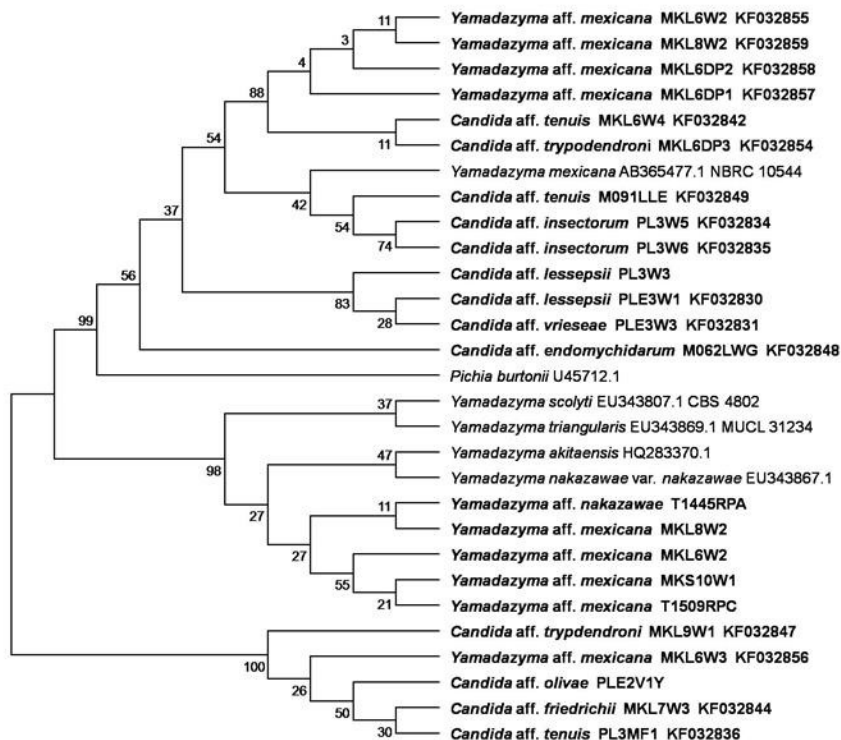 11 Yamadazyma aff. mexicana MKL6W2 KF032855
3 Yamadazyma aff. mexicana MKL8W2 KF032859
4 Yamadazyma aff. mexicana MKL6DP2 KF032858
88 Yamadazyma aff. mexicana MKL6DP1 KF032857
Candida aff. tenuis MKL6W4 KF032842
54 11 Candida aff. trypodendroni MKL6DP3 KF032854
Yamadazyma mexicana AB365477.1 NBRC 10544
42 Candida aff. tenuis M091LLE KF032849
37 54 Candida aff. insectorum PL3W5 KF032834
74 Candida aff. insectorum PL3W6 KF032835
56 Candida aff. lessepsii PL3W3
83 Candida aff. lessepsii PLE3W1 KF032830
99 28 Candida aff. vrieseae PLE3W3 KF032831
Candida aff. endomychidarum M062LWG KF032848
Pichia burtonii U45712.1
37 Yamadazyma scolyti EU343807.1 CBS 4802
Yamadazyma triangularis EU343869.1 MUCL 31234
98 47 Yamadazyma akitaensis HQ283370.1
Yamadazyma nakazawae var. nakazawae EU343867.1
27 11 Yamadazyma aff. nakazawae T1445RPA
27 Yamadazyma aff. mexicana MKL8W2
Yamadazyma aff. mexicana MKL6W2
55 Yamadazyma aff. mexicana MKS10W1
21 Yamadazyma aff. mexicana T1509RPC
Candida aff. trypdendroni MKL9W1 KF032847
100 Yamadazyma aff. mexicana MKL6W3 KF032856
26 Candida aff. olivae PLE2V1Y
50 Candida aff. friedrichii MKL7W3 KF032844
30 Candida aff. tenuis PL3MF1 KF032836